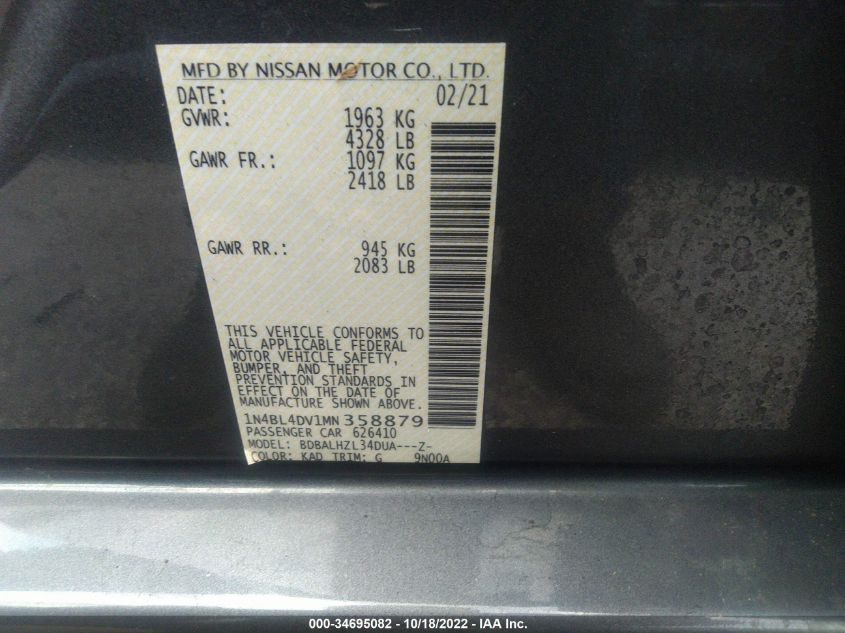 MFD BY NISSAN MOTOR CO., LTD.
DATE: 02/21
GVWR: 1963 KG
4328 LB
GAWR FR.: 1097 KG
2418 LB
GAWR RR.: 945 KG
2083 LB
THIS VEHICLE CONFORMS TO
ALL APPLICABLE FEDERAL
MOTOR VEHICLE SAFETY,
BUMPER, AND THEFT
PREVENTION STANDARDS IN
EFFECT ON THE DATE OF
MANUFACTURE SHOWN ABOVE.
1N4BL4DV1MN358879
PASSENGER CAR 626410
MODEL: BDBALHZL34DUA---Z-
COLOR: KAD TRIM: G 9N00A
000-34695082 - 10/18/2022 - IAA Inc.